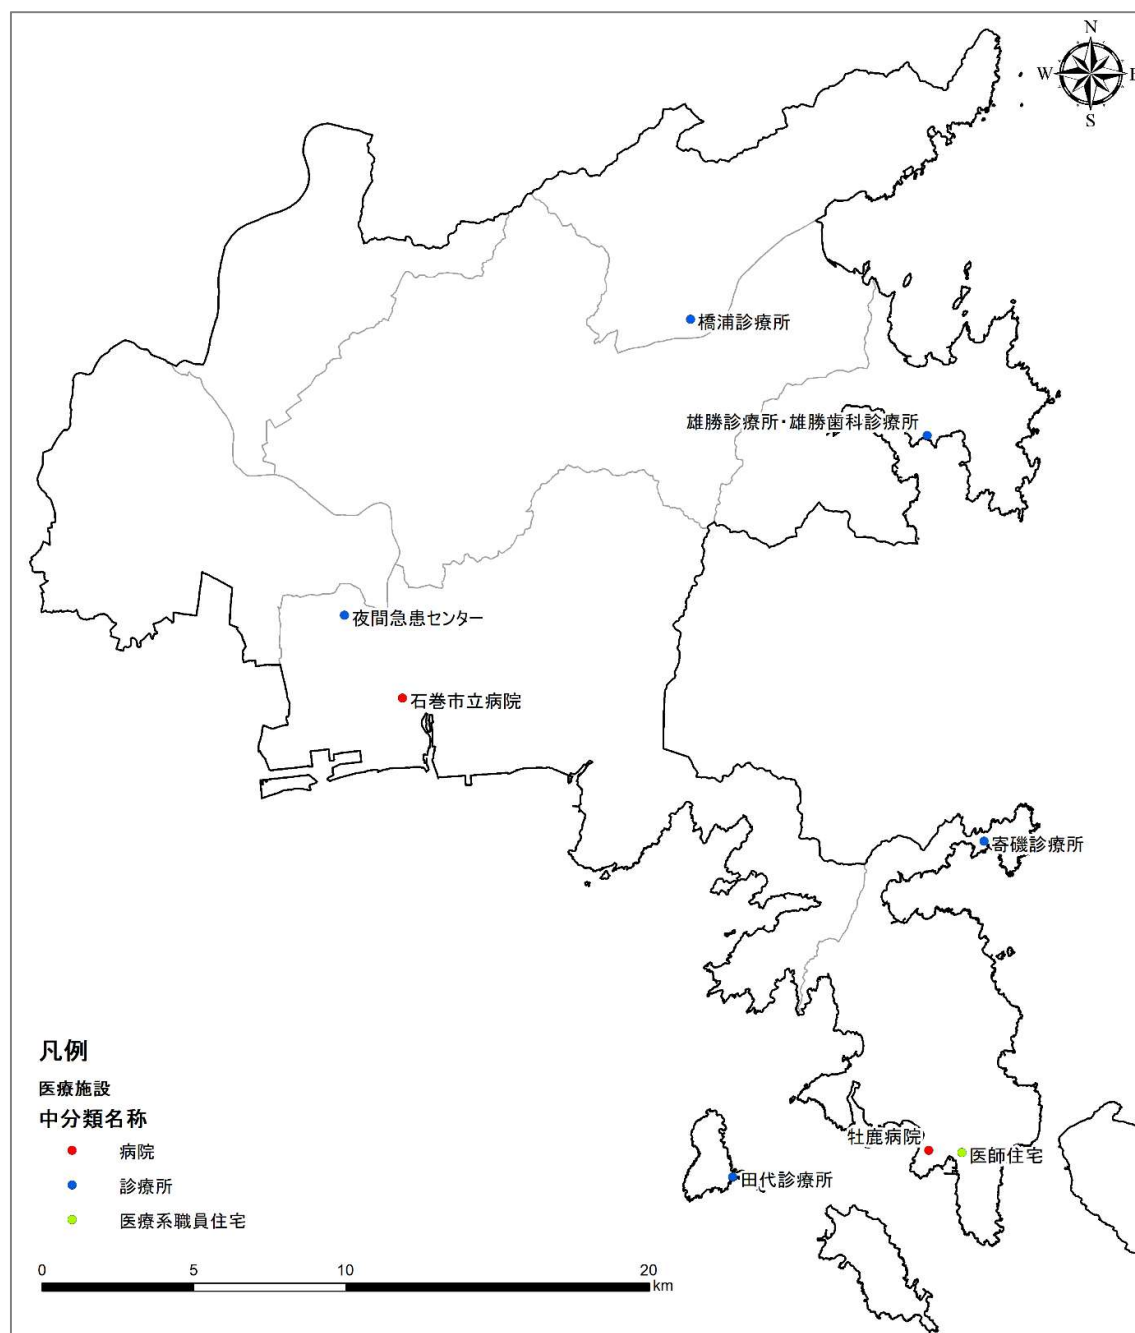 N
W
E
S
橋浦診療所
雄勝診療所・雄勝歯科診療所
夜間急患センター
石巻市立病院
寄磯診療所
凡例
医療施設
中分類名称
病院
診療所
医療系職員住宅
牡鹿病院
医師住宅
田代診療所
0 5 10 20
km